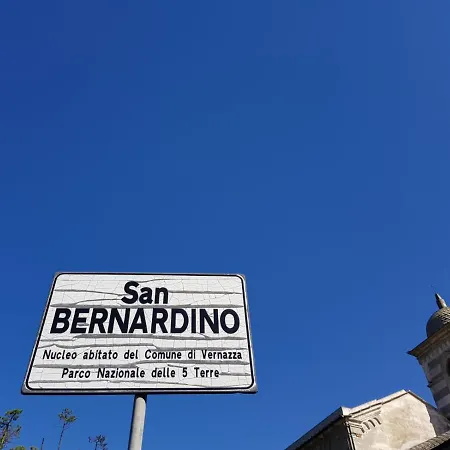 San
BERNARDINO
Nucleo abitato del Comune di Vernazza
Parco Nazionale delle 5 Terre